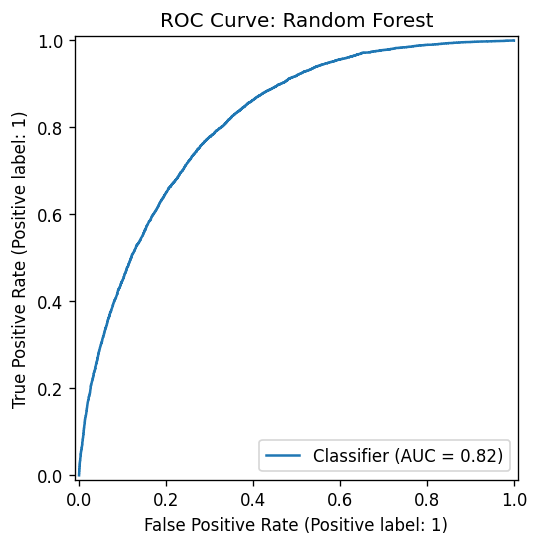 ROC Curve: Random Forest
True Positive Rate (Positive label: 1)
1.0
0.8
0.6
0.4
0.2
0.0
Classifier (AUC = 0.82)
0.0 0.2 0.4 0.6 0.8 1.0
False Positive Rate (Positive label: 1)